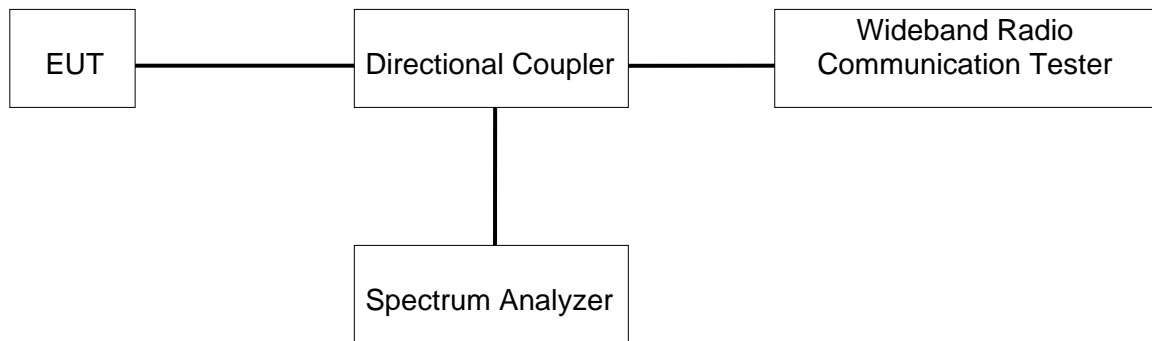 EUT
Directional Coupler
Wideband Radio
Communication Tester
Spectrum Analyzer